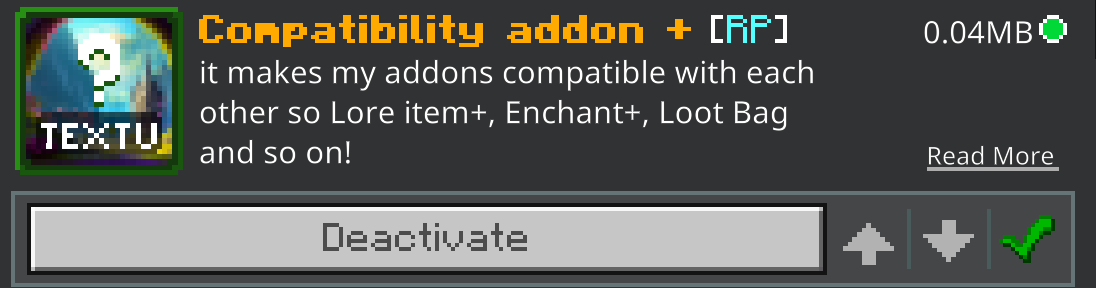 Compatibility addon + [RP]
0.04MB
it makes my addons compatible with each
other so Lore item+, Enchant+, Loot Bag
and so on!
TEXTU
Read More
Deactivate